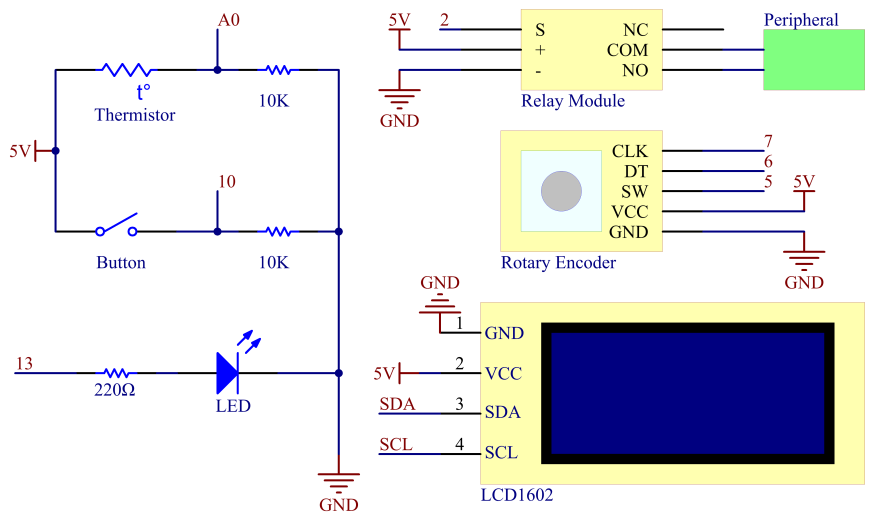 A0
10K
t°
Thermistor
5V
10
Button
10K
13
220Ω
LED
GND
5V
2
S
+
-
NC
COM
NO
GND
Relay Module
Peripheral
CLK
DT
SW
VCC
GND
7
6
5
5V
GND
Rotary Encoder
GND
1
GND
5V
2
VCC
SDA
3
SDA
SCL
4
SCL
LCD1602